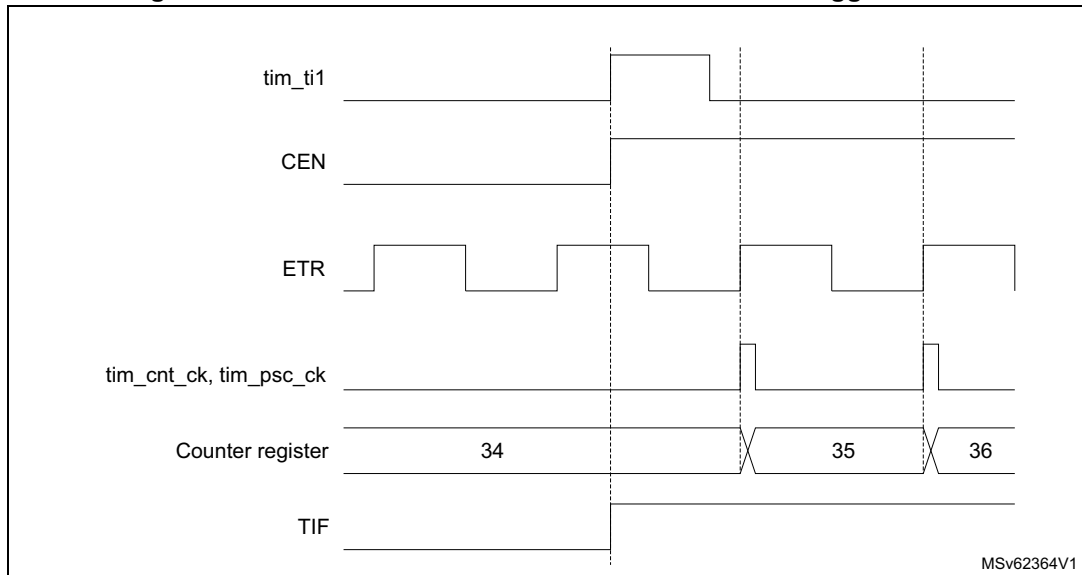 tim_ti1
CEN
ETR
tim_cnt_ck, tim_psc_ck
Counter register
34
35
36
TIF
MSv62364V1